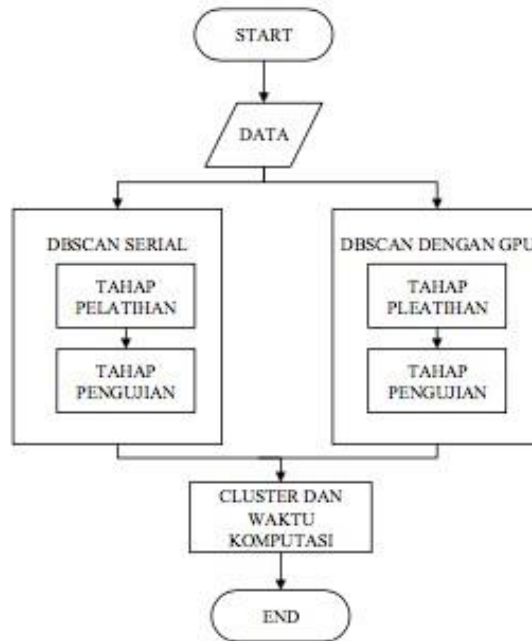 START
DATA
DBSCAN SERIAL
TAHAP
PELATIHAN
TAHAP
PENGUJIAN
DBSCAN DENGAN GPU
TAHAP
PLEATIHAN
TAHAP
PENGUJIAN
CLUSTER DAN
WAKTU
KOMPUTASI
END